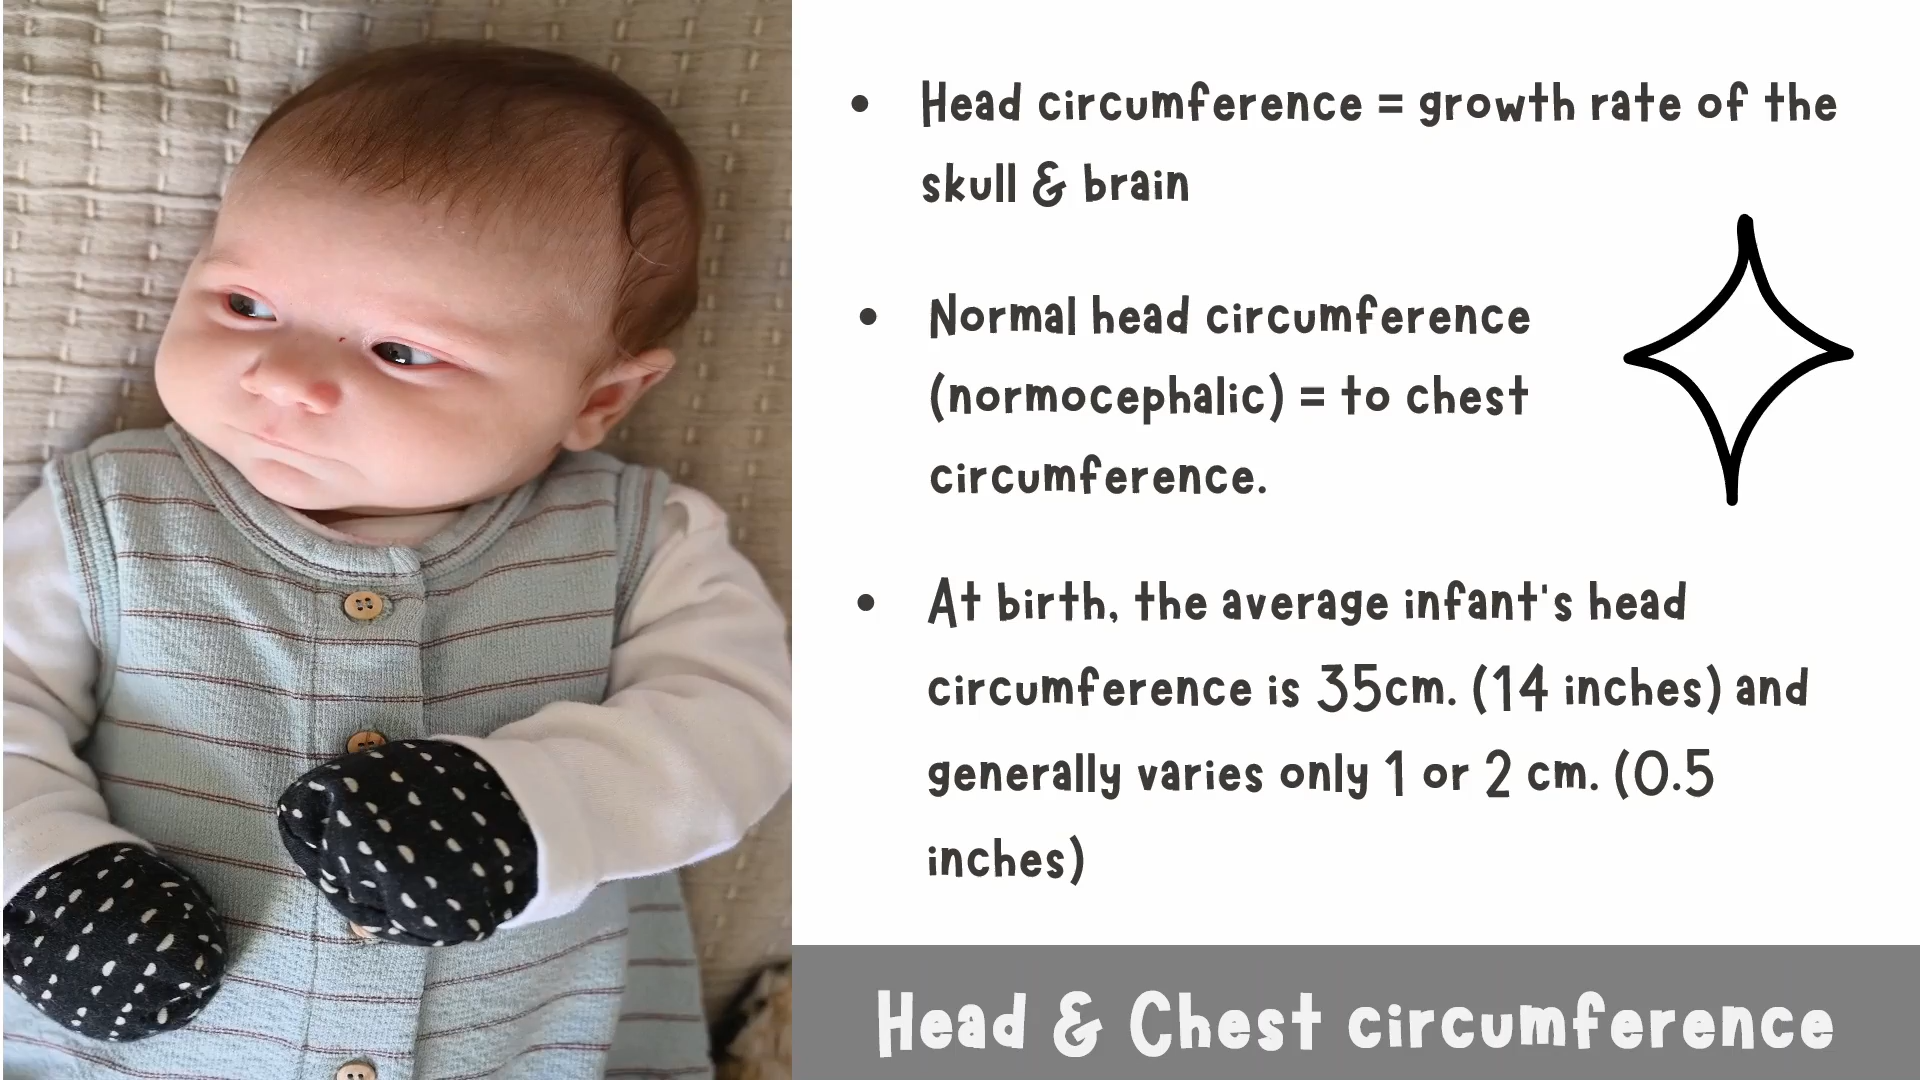 Head circumference = growth rate of the
skull & brain
Normal head circumference
(normocephalic) = to chest
circumference.
At birth, the average infant's head
circumference is 35cm. (14 inches) and
generally varies only 1 or 2 cm. (0.5
inches)
Head & Chest circumference